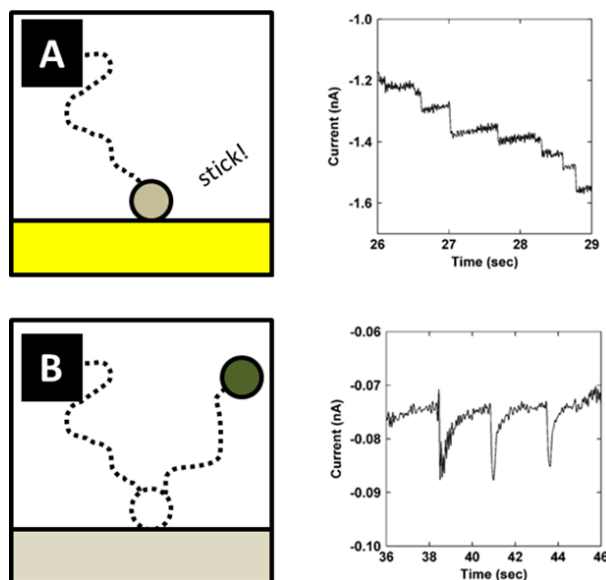 A
stick!
Current (nA)
-1.0
-1.2
-1.4
-1.6
26
27
28
29
Time (sec)
B
Current (nA)
-0.06
-0.07
-0.08
-0.09
-0.10
36
38
41
42
44
46
Time (sec)